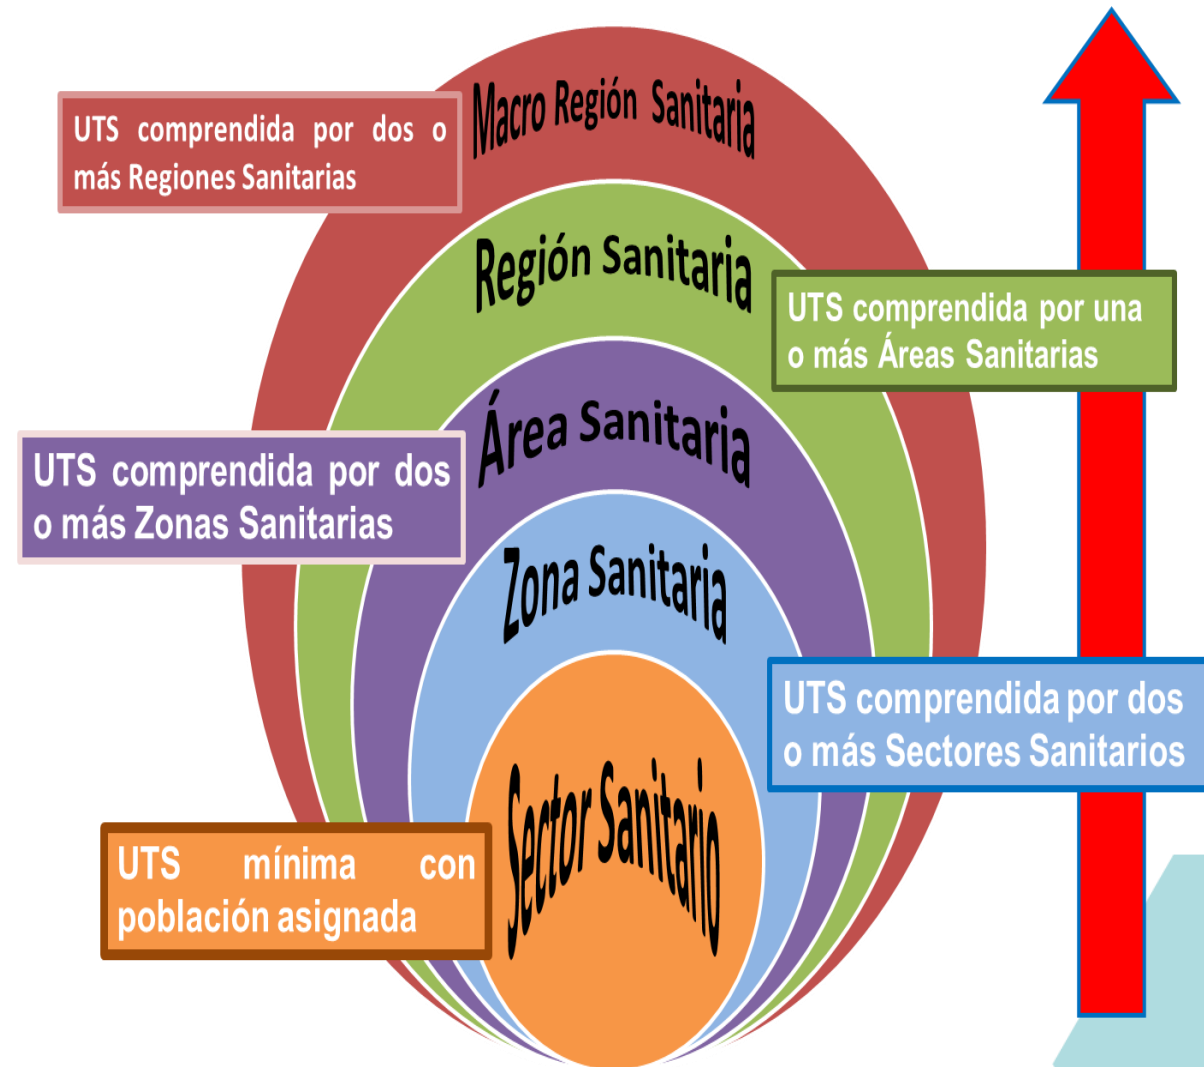 Macro Región Sanitaria
UTS comprendida por dos o
más Regiones Sanitarias
Región Sanitaria
UTS comprendida por una
o más Áreas Sanitarias
Área Sanitaria
UTS comprendida por dos
o más Zonas Sanitarias
Zona Sanitaria
UTS comprendida por dos
o más Sectores Sanitarios
Sector Sanitario
UTS mínima con
población asignada